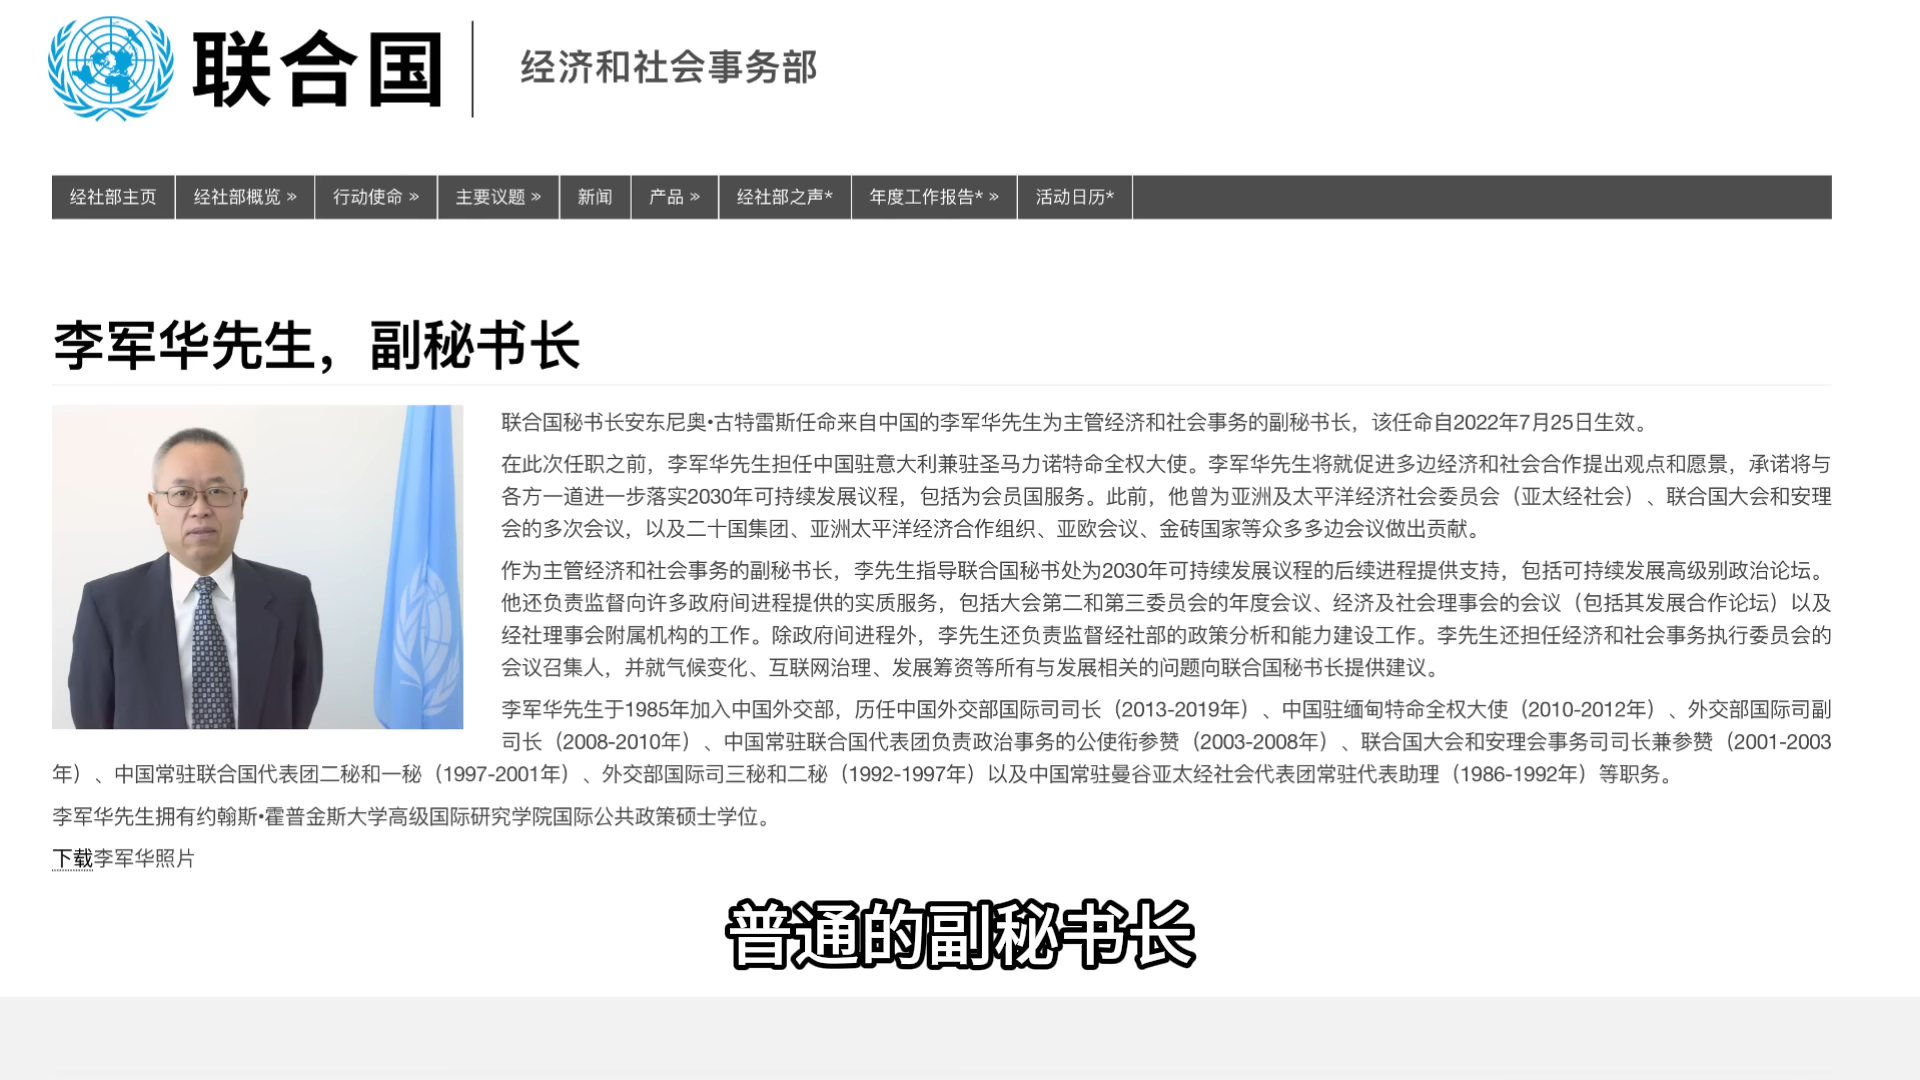 联合国
经济和社会事务部
经社部主页 经社部概览 » 行动使命 » 主要议题 » 新闻 产品 » 经社部之声* 年度工作报告* » 活动日历*
李军华先生，副秘书长
联合国秘书长安东尼奥•古特雷斯任命来自中国的李军华先生为主管经济和社会事务的副秘书长，该任命自2022年7月25日生效。
在此次任职之前，李军华先生担任中国驻意大利兼驻圣马力诺特命全权大使。李军华先生将就促进多边经济和社会合作提出观点和愿景，承诺将与
各方一道进一步落实2030年可持续发展议程，包括为会员国服务。此前，他曾为亚洲及太平洋经济社会委员会（亚太经社会）、联合国大会和安理
会的多次会议，以及二十国集团、亚洲太平洋经济合作组织、亚欧会议、金砖国家等众多多边会议做出贡献。
作为主管经济和社会事务的副秘书长，李先生指导联合国秘书处为2030年可持续发展议程的后续进程提供支持，包括可持续发展高级别政治论坛。
他还负责监督向许多政府间进程提供的实质服务，包括大会第二和第三委员会的年度会议、经济及社会理事会的会议（包括其发展合作论坛）以及
经社理事会附属机构的工作。除政府间进程外，李先生还负责监督经社部的政策分析和能力建设工作。李先生还担任经济和社会事务执行委员会的
会议召集人，并就气候变化、互联网治理、发展筹资等所有与发展相关的问题向联合国秘书长提供建议。
李军华先生于1985年加入中国外交部，历任中国外交部国际司司长（2013-2019年）、中国驻缅甸特命全权大使（2010-2012年）、外交部国际司副
司长（2008-2010年）、中国常驻联合国代表团负责政治事务的公使衔参赞（2003-2008年）、联合国大会和安理会事务司司长兼参赞（2001-2003
年）、中国常驻联合国代表团二秘和一秘（1997-2001年）、外交部国际司三秘和二秘（1992-1997年）以及中国常驻曼谷亚太经社会代表团常驻代表助理（1986-1992年）等职务。
李军华先生拥有约翰斯•霍普金斯大学高级国际研究学院国际公共政策硕士学位。
下载李军华照片
普通的副秘书长